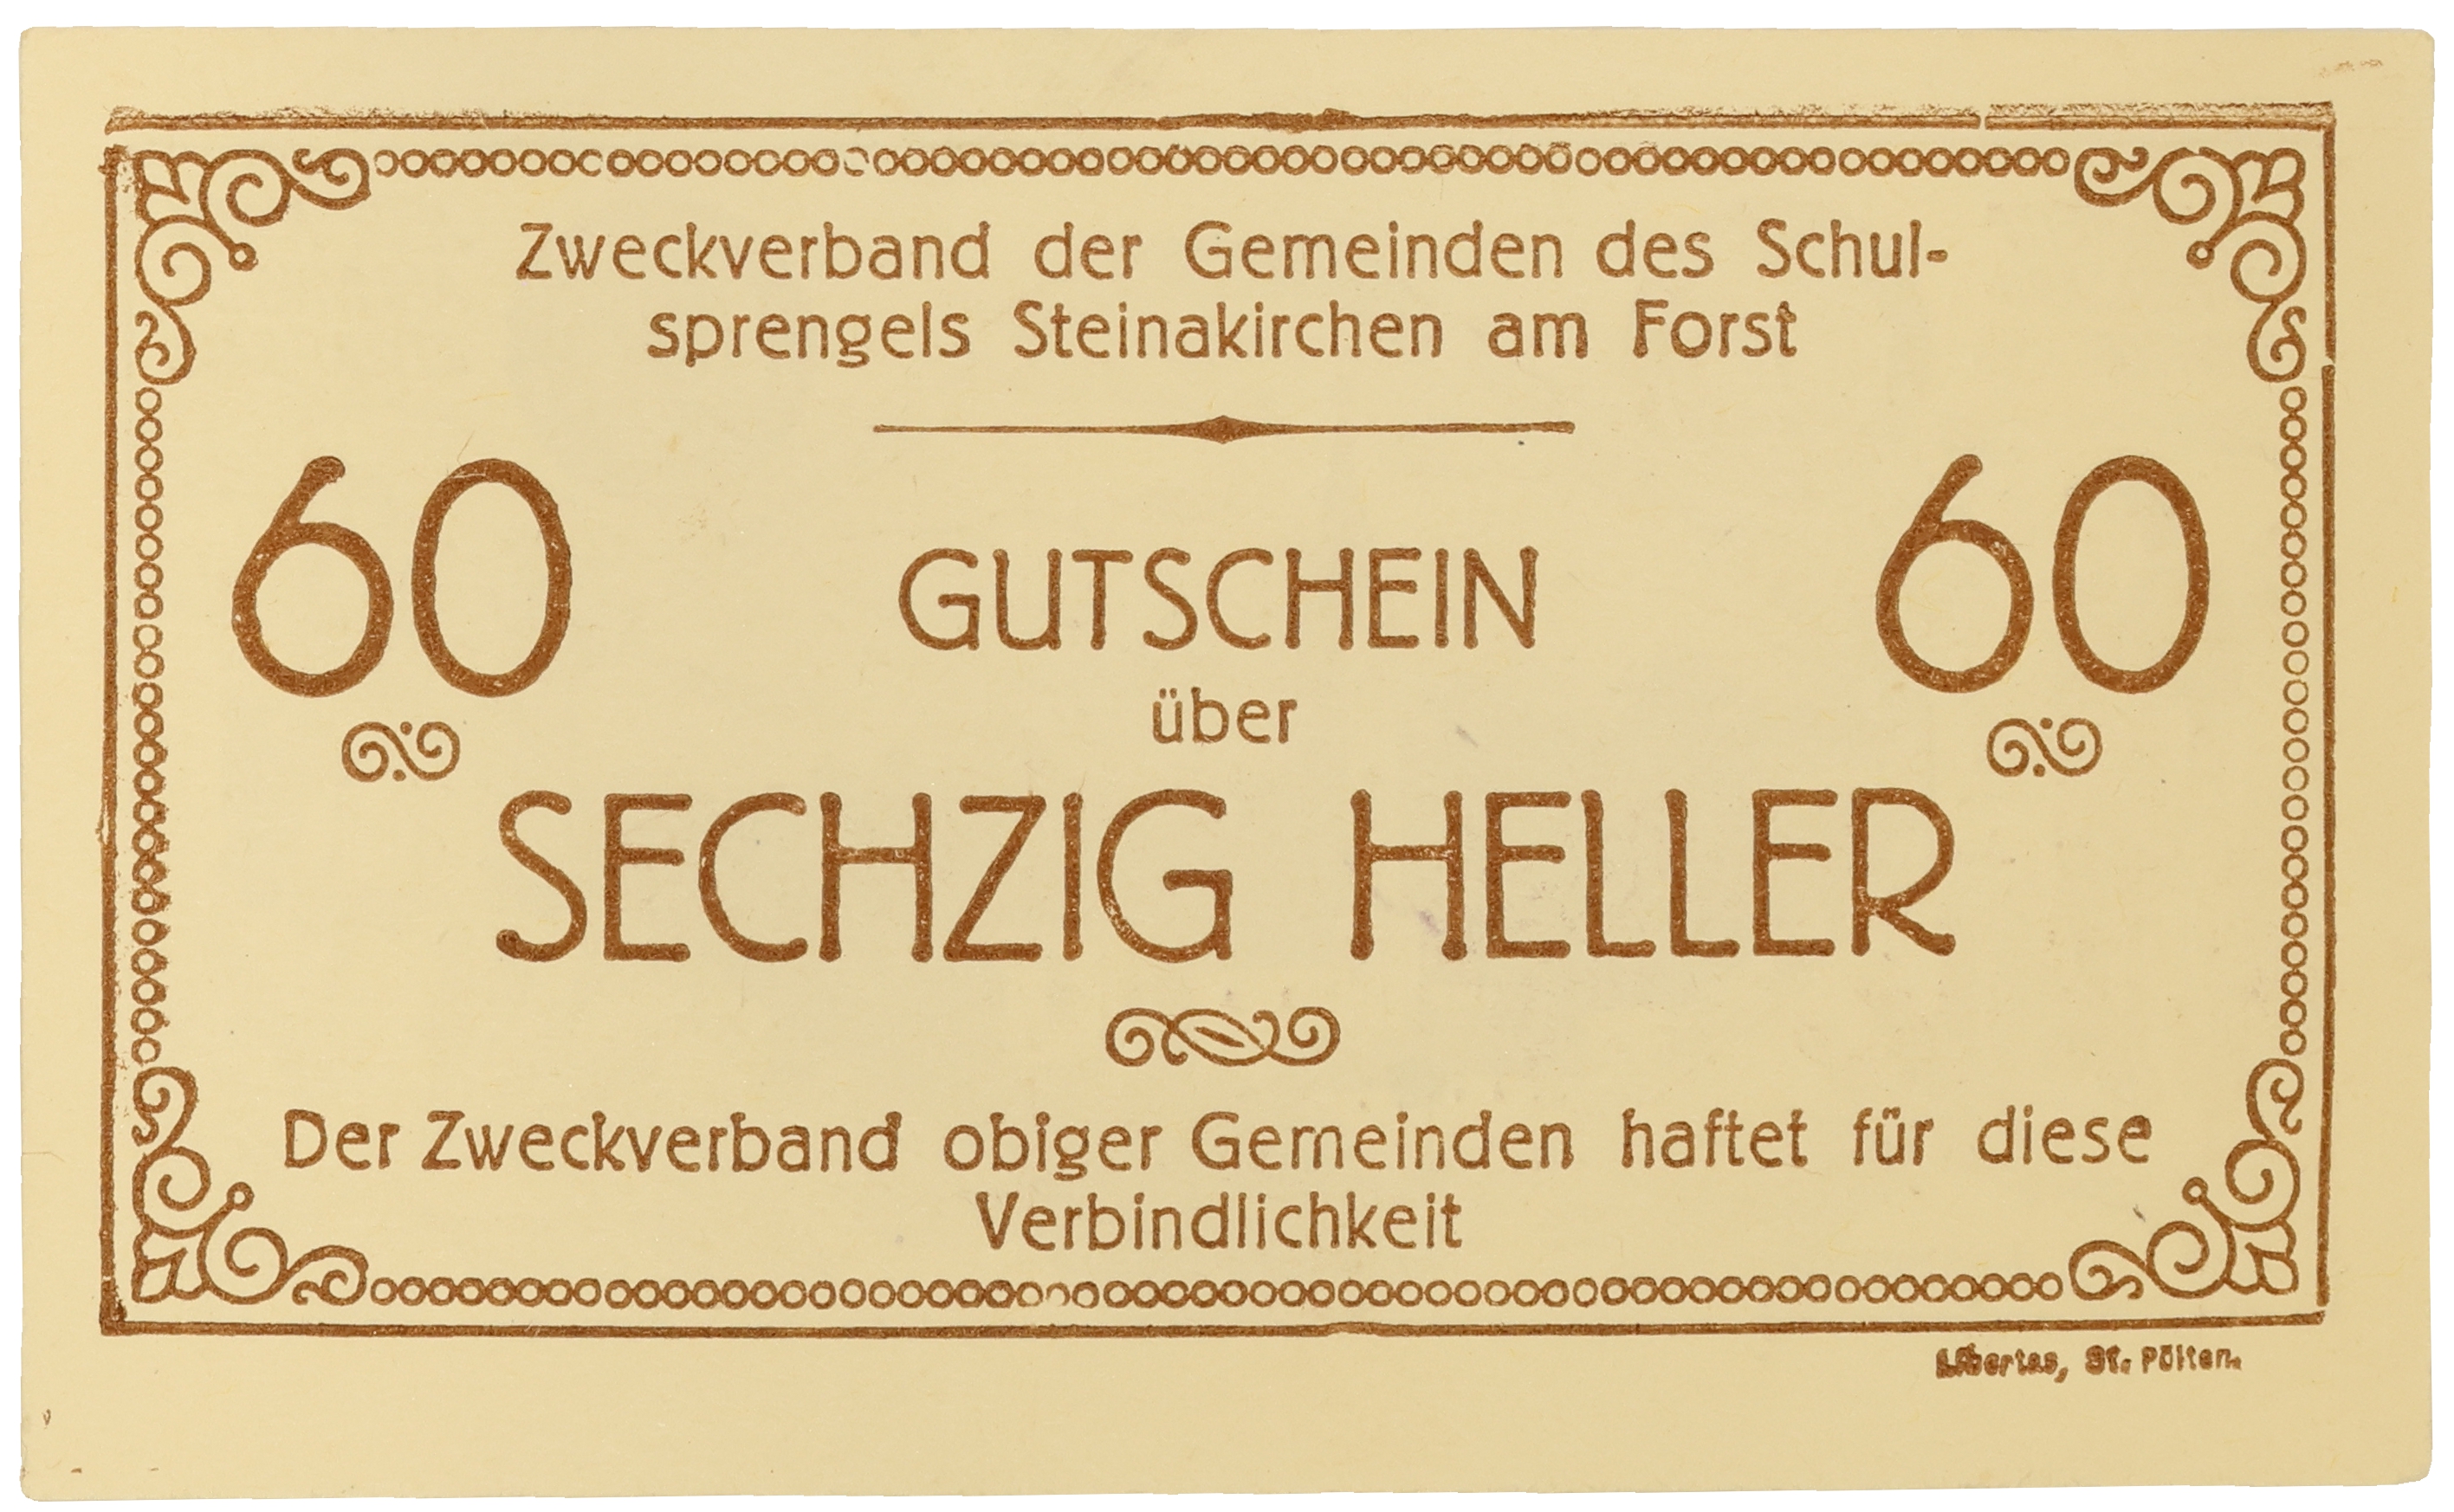 Zweckverband der Gemeinden des Schul-
sprengels Steinakirchen am Forst
60 60
GUTSCHEIN
über
SECHZIG HELLER
Der Zweckverband obiger Gemeinden haftet für diese
Verbindlichkeit
Libertas, St. Pölten.